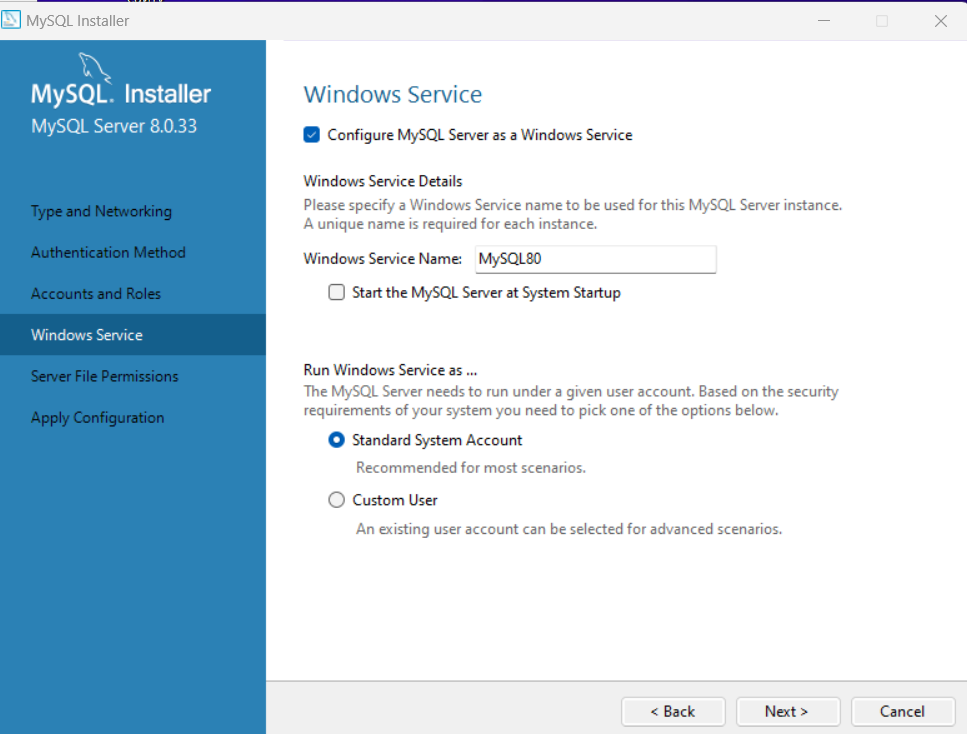 MySQL Installer
MySQL. Installer
MySQL Server 8.0.33
Type and Networking
Authentication Method
Accounts and Roles
Windows Service
Server File Permissions
Apply Configuration
Windows Service
Configure MySQL Server as a Windows Service
Windows Service Details
Please specify a Windows Service name to be used for this MySQL Server instance.
A unique name is required for each instance.
Windows Service Name: MySQL80
Start the MySQL Server at System Startup
Run Windows Service as ...
The MySQL Server needs to run under a given user account. Based on the security
requirements of your system you need to pick one of the options below.
Standard System Account
Recommended for most scenarios.
Custom User
An existing user account can be selected for advanced scenarios.
< Back
Next >
Cancel